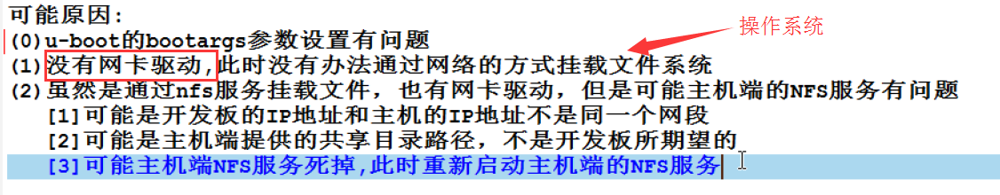 可能原因:
操作系统
(0)u-boot的bootargs参数设置有问题
(1)没有网卡驱动,此时没有办法通过网络的方式挂载文件系统
(2)虽然是通过nfs服务挂载文件，也有网卡驱动，但是可能主机端的NFS服务有问题
[1]可能是开发板的IP地址和主机的IP地址不是同一个网段
[2]可能是主机端提供的共享目录路径，不是开发板所期望的
[3]可能主机端NFS服务死掉,此时重新启动主机端的NFS服务